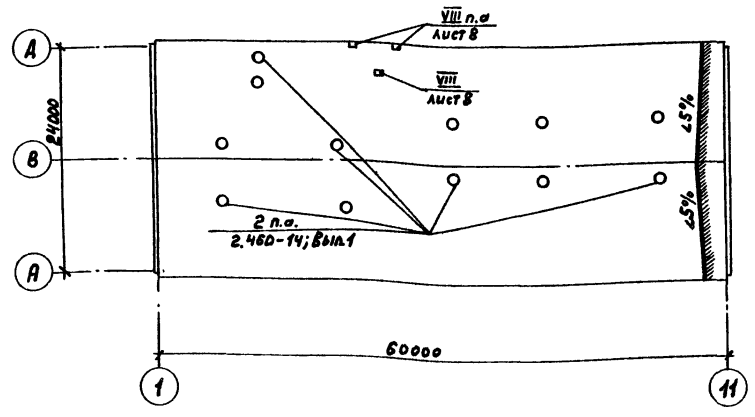 VIII п.а
лист 8
Д
VIII
лист 8
24000
<5%
В
<5%
2 п.а.
2.460-14; Вып.1
А
60000
1
11